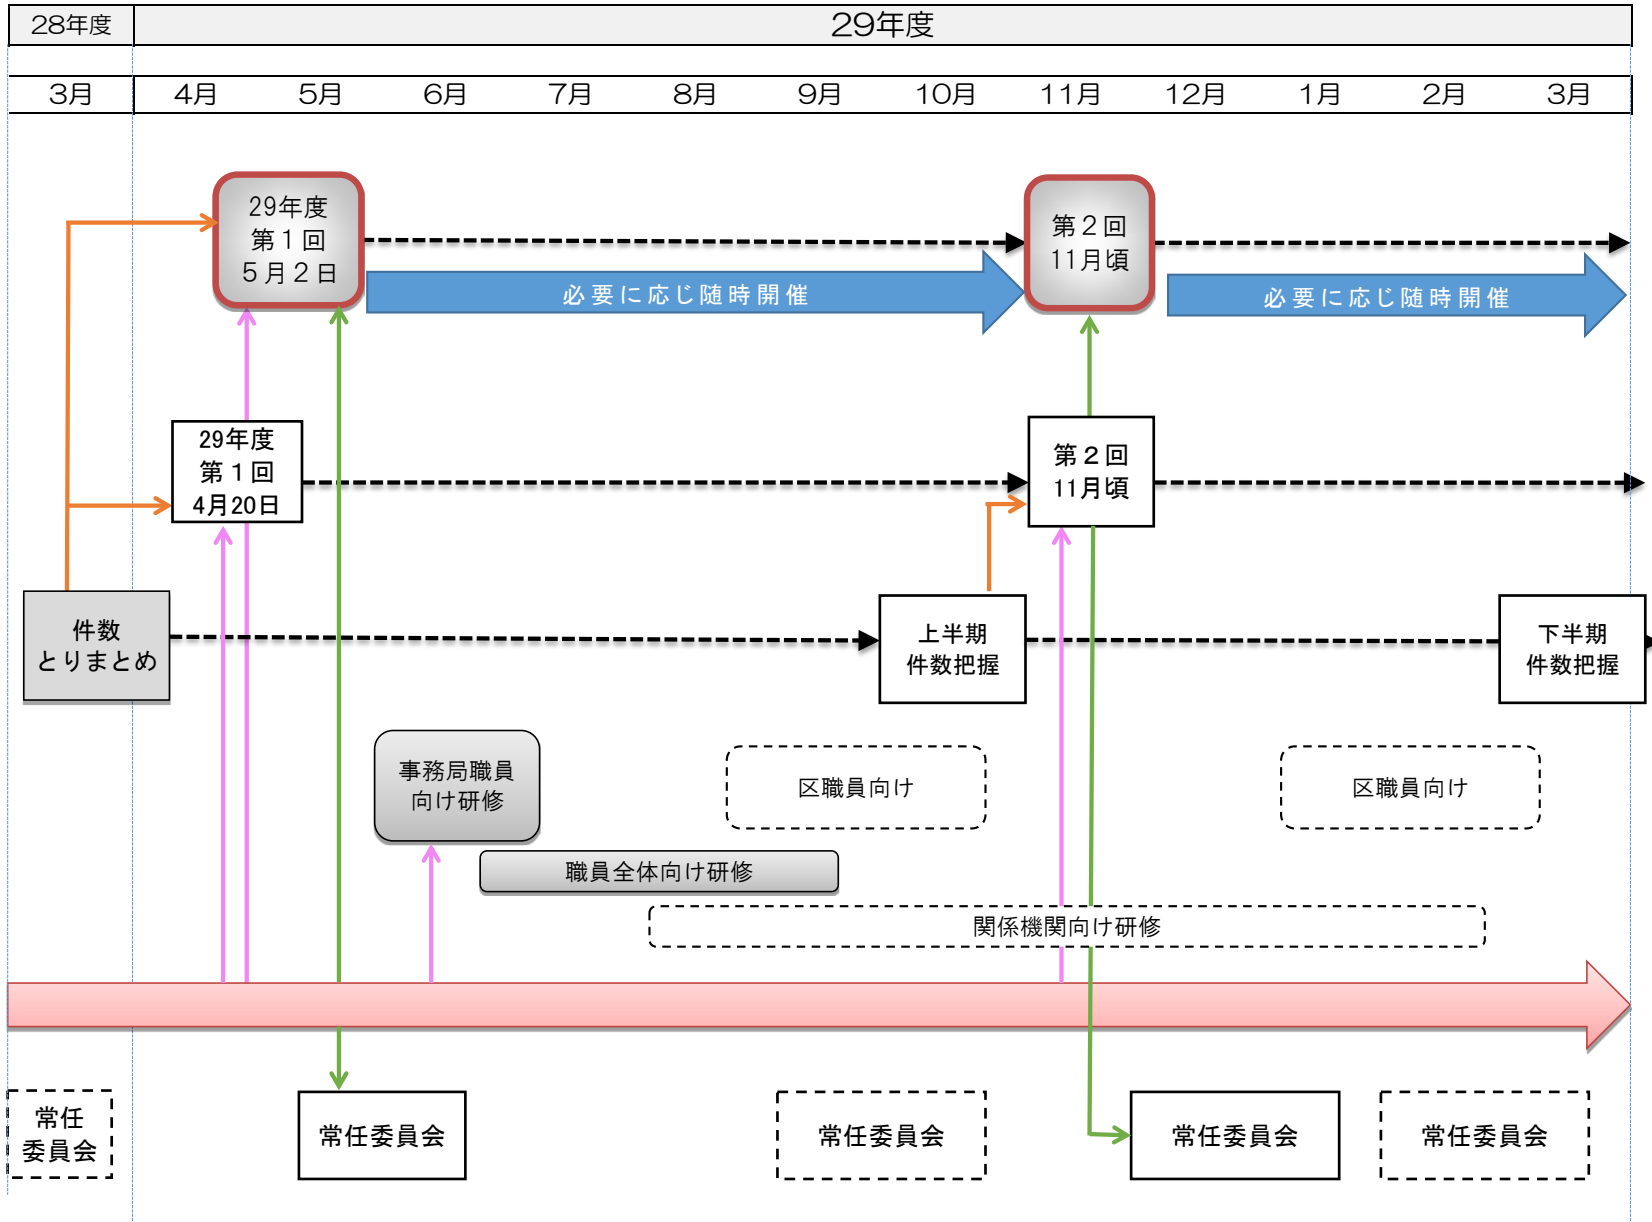 28年度
29年度
3月
4月
5月
6月
7月
8月
9月
10月
11月
12月
1月
2月
3月
29年度
第１回
５月２日
第２回
11月頃
必要に応じ随時開催
必要に応じ随時開催
29年度
第１回
4月20日
第２回
11月頃
件数
とりまとめ
上半期
件数把握
下半期
件数把握
事務局職員
向け研修
区職員向け
区職員向け
職員全体向け研修
関係機関向け研修
常任
委員会
常任委員会
常任委員会
常任委員会
常任委員会